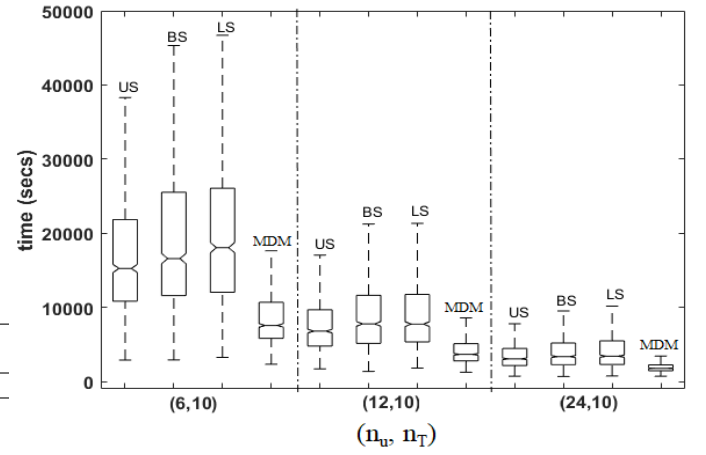 50000
40000
30000
20000
10000
0
time (secs)
US
BS
LS
MDM
US
BS
LS
MDM
US
BS
LS
MDM
(6,10)
(12,10)
(24,10)
(nu, nT)